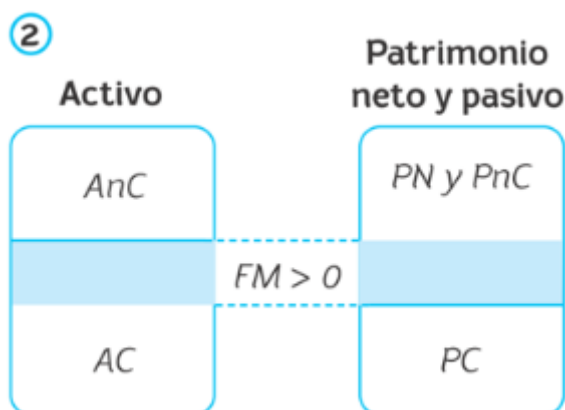 2
Activo
Patrimonio
neto y pasivo
AnC
PN y PnC
FM > 0
AC
PC